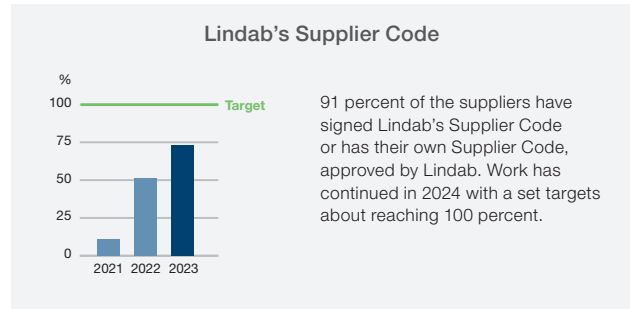 Lindab’s Supplier Code
%
100
Target
75
50
25
0
2021 2022 2023
91 percent of the suppliers have
signed Lindab’s Supplier Code
or has their own Supplier Code,
approved by Lindab. Work has
continued in 2024 with a set targets
about reaching 100 percent.